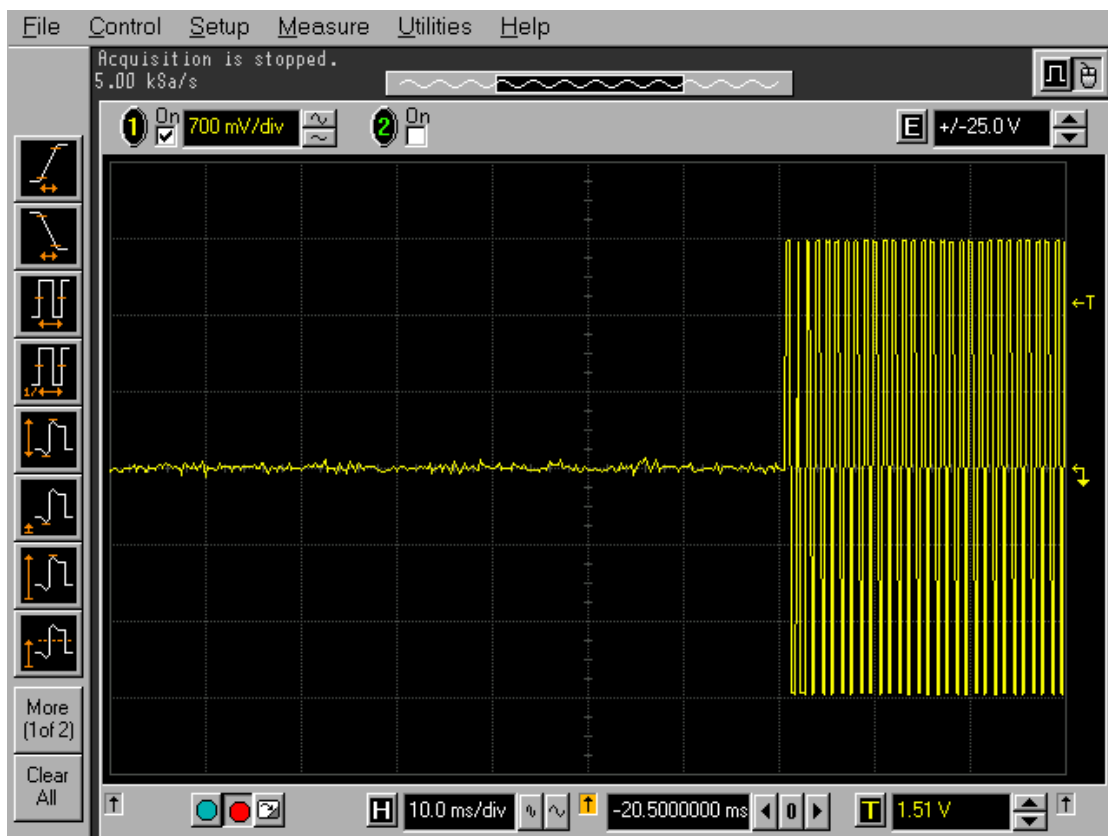 File Control Setup Measure Utilities Help
Acquisition is stopped.
5.00 kSa/s
1 On 700 mV/div 2 On E +/-25.0 V
T
1/
More
(1of 2)
Clear
All
H 10.0 ms/div -20.5000000 ms 0 T 1.51 V